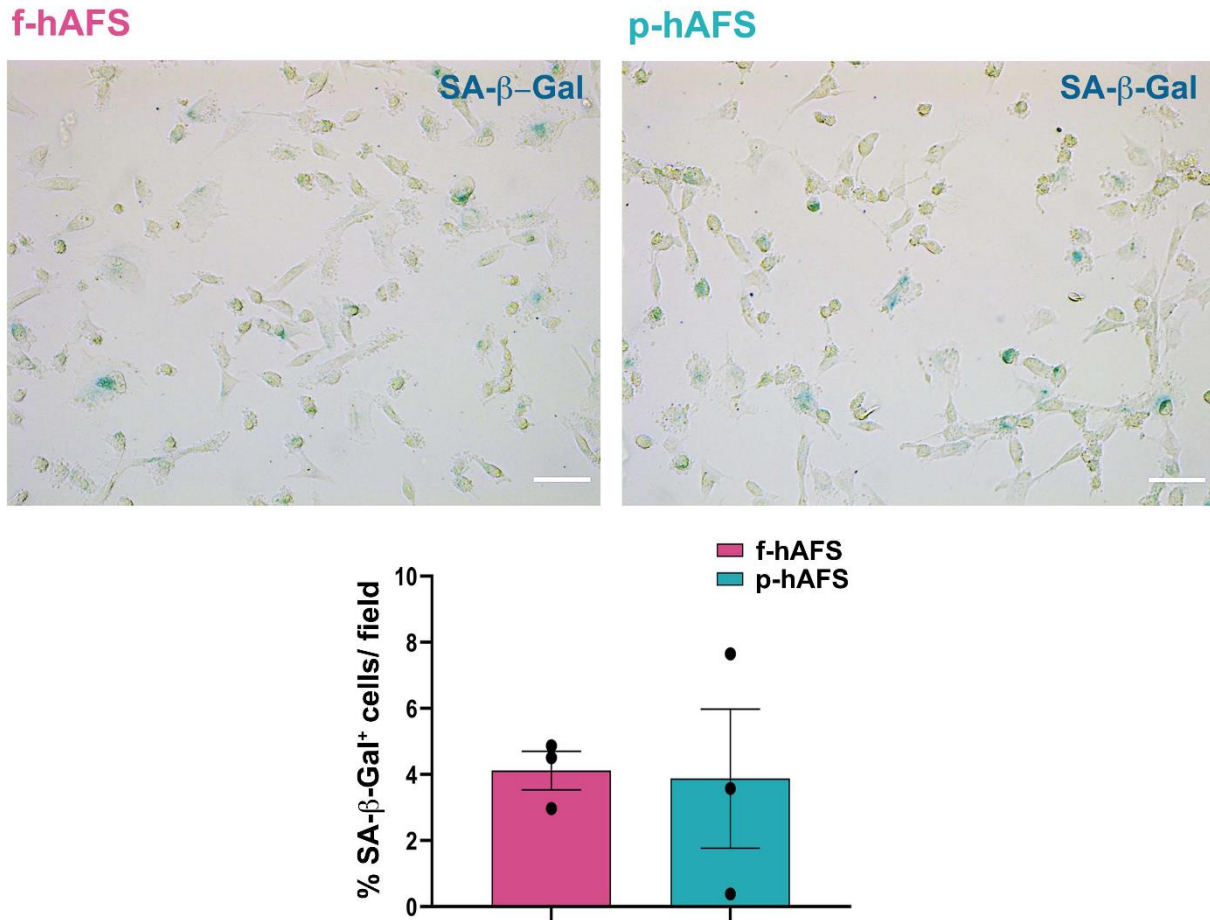 f-hAFS
p-hAFS
SA-β–Gal
SA-β-Gal
f-hAFS
p-hAFS
% SA-β-Gal⁺ cells/ field
10
8
6
4
2
0